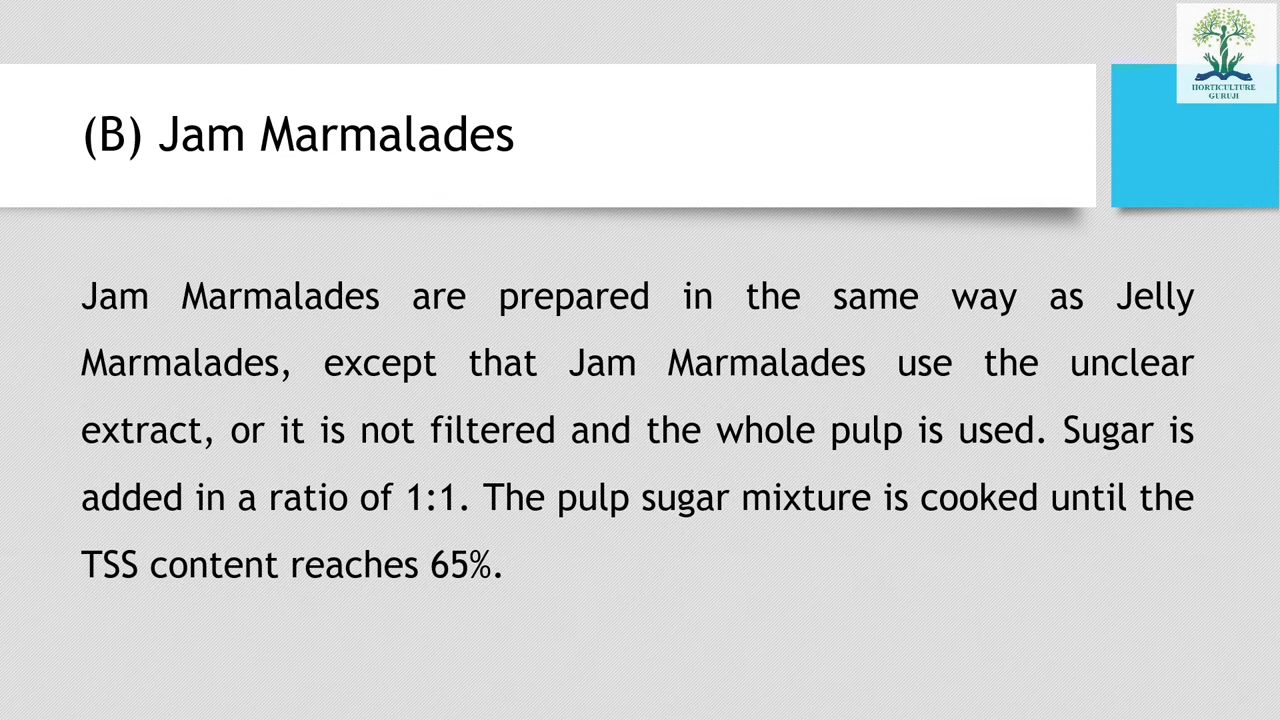 HORTICULTURE
GURUJI
(B) Jam Marmalades
Jam Marmalades are prepared in the same way as Jelly
Marmalades, except that Jam Marmalades use the unclear
extract, or it is not filtered and the whole pulp is used. Sugar is
added in a ratio of 1:1. The pulp sugar mixture is cooked until the
TSS content reaches 65%.